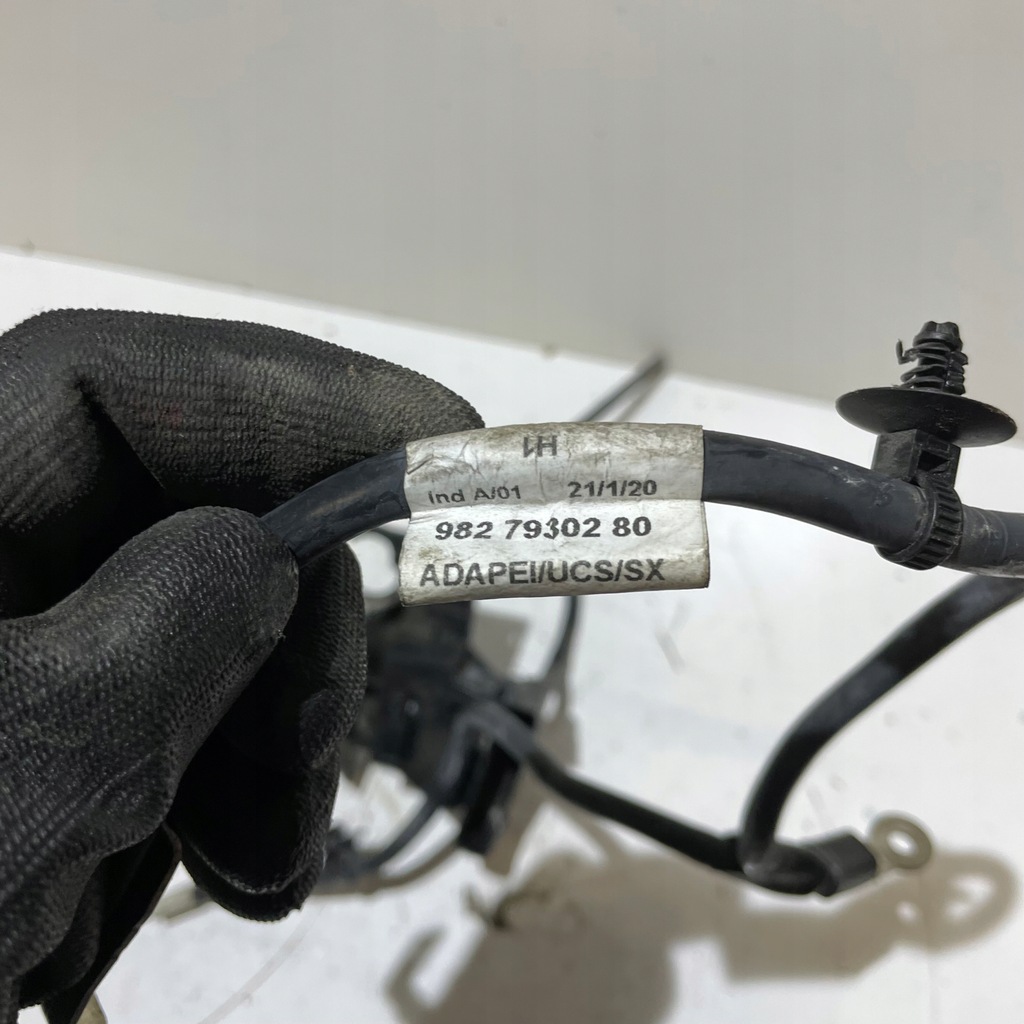 Ind A/01 21/1/20
982 79302 80
ADAPEI/UCS/SX